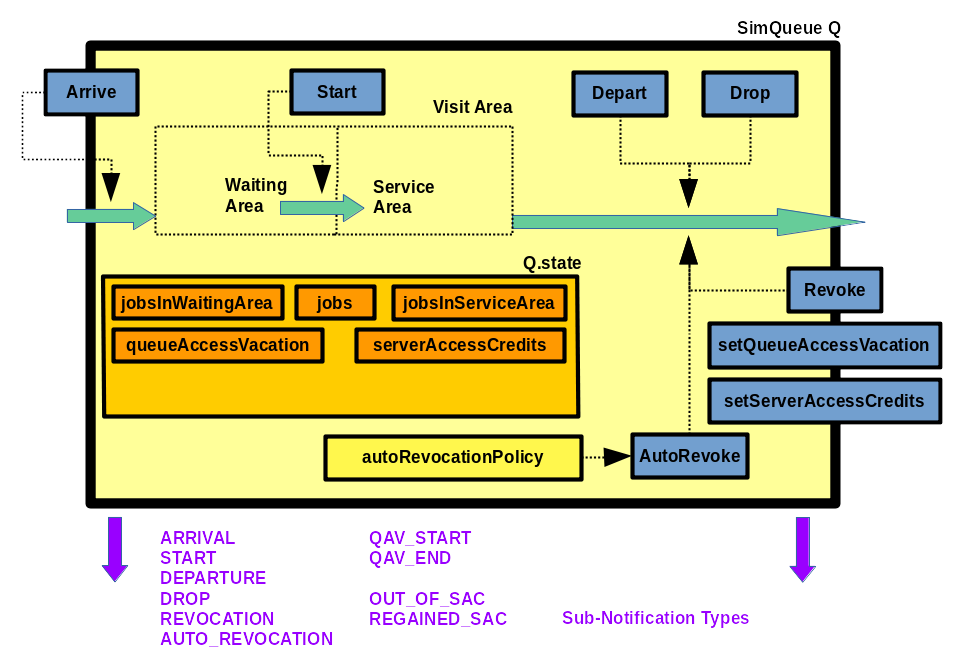 SimQueue Q
Arrive
Start
Depart
Drop
Visit Area
Waiting
Area
Service
Area
Q.state
jobsInWaitingArea
jobs
jobsInServiceArea
queueAccessVacation
serverAccessCredits
Revoke
setQueueAccessVacation
setServerAccessCredits
autoRevocationPolicy
AutoRevoke
ARRIVAL
START
DEPARTURE
DROP
REVOCATION
AUTO_REVOCATION
QAV_START
QAV_END
OUT_OF_SAC
REGAINED_SAC
Sub-Notification Types